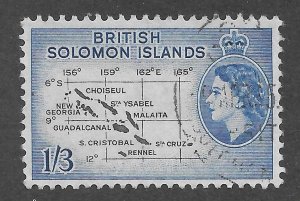 BRITISH
SOLOMON ISLANDS
156° 159° 162°E 165°
6°S
CHOISEUL
NEW GEORGIA
Sta YSABEL
MALAITA
9°
GUADALCANAL
S. CRISTOBAL
Sta CRUZ
RENNEL
12°
1/3